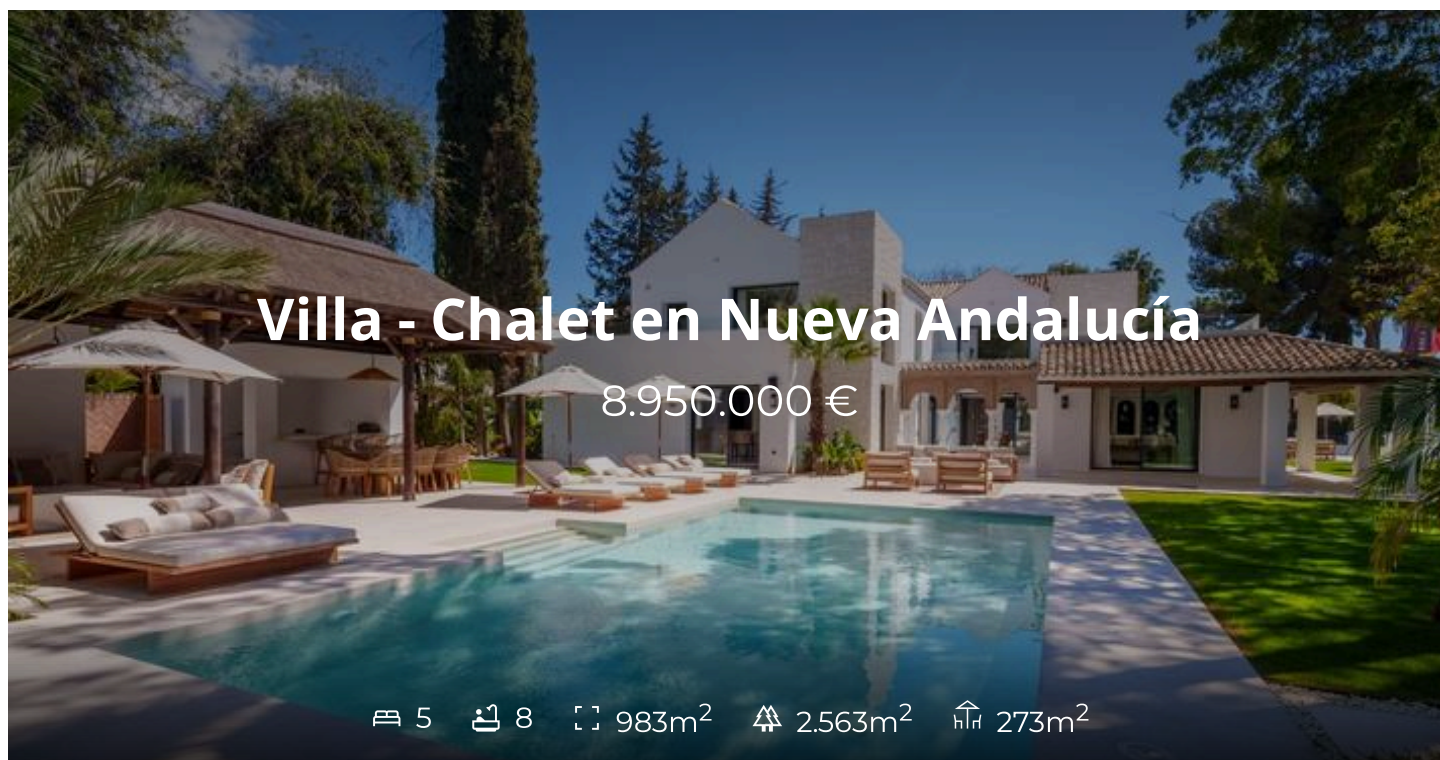 Villa - Chalet en Nueva Andalucía
8.950.000 €
5 8 983m² 2.563m² 273m²